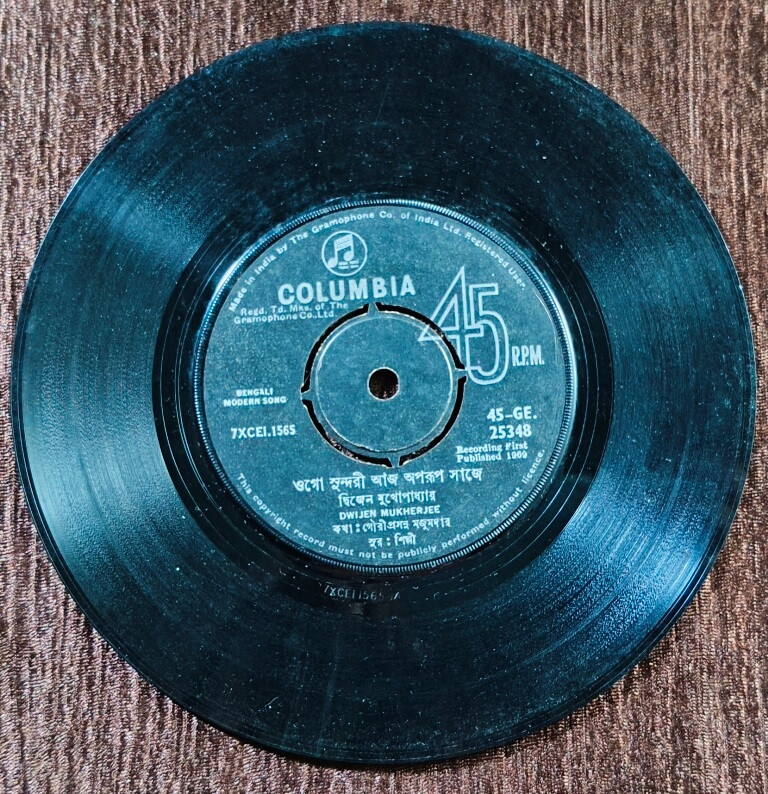 Made in India by The Gramophone Co. of India Ltd. Registered User.
COLUMBIA
Regd. Td. Mks. of The
Gramophone Co., Ltd.
45 R.P.M.
BENGALI
MODERN SONG
7XCEI.1565
45-GE.
25348
Recording First
Published 1969
ওগো সুন্দরী আজ অপরূপ সাজে
দ্বিজেন মুখোপাধ্যায়
DWIJEN MUKHERJEE
কথা : গৌরীপ্রসন্ন মজুমদার
সুর : শিল্পী
This copyright record must not be publicly performed without licence.
7XCEI 1565